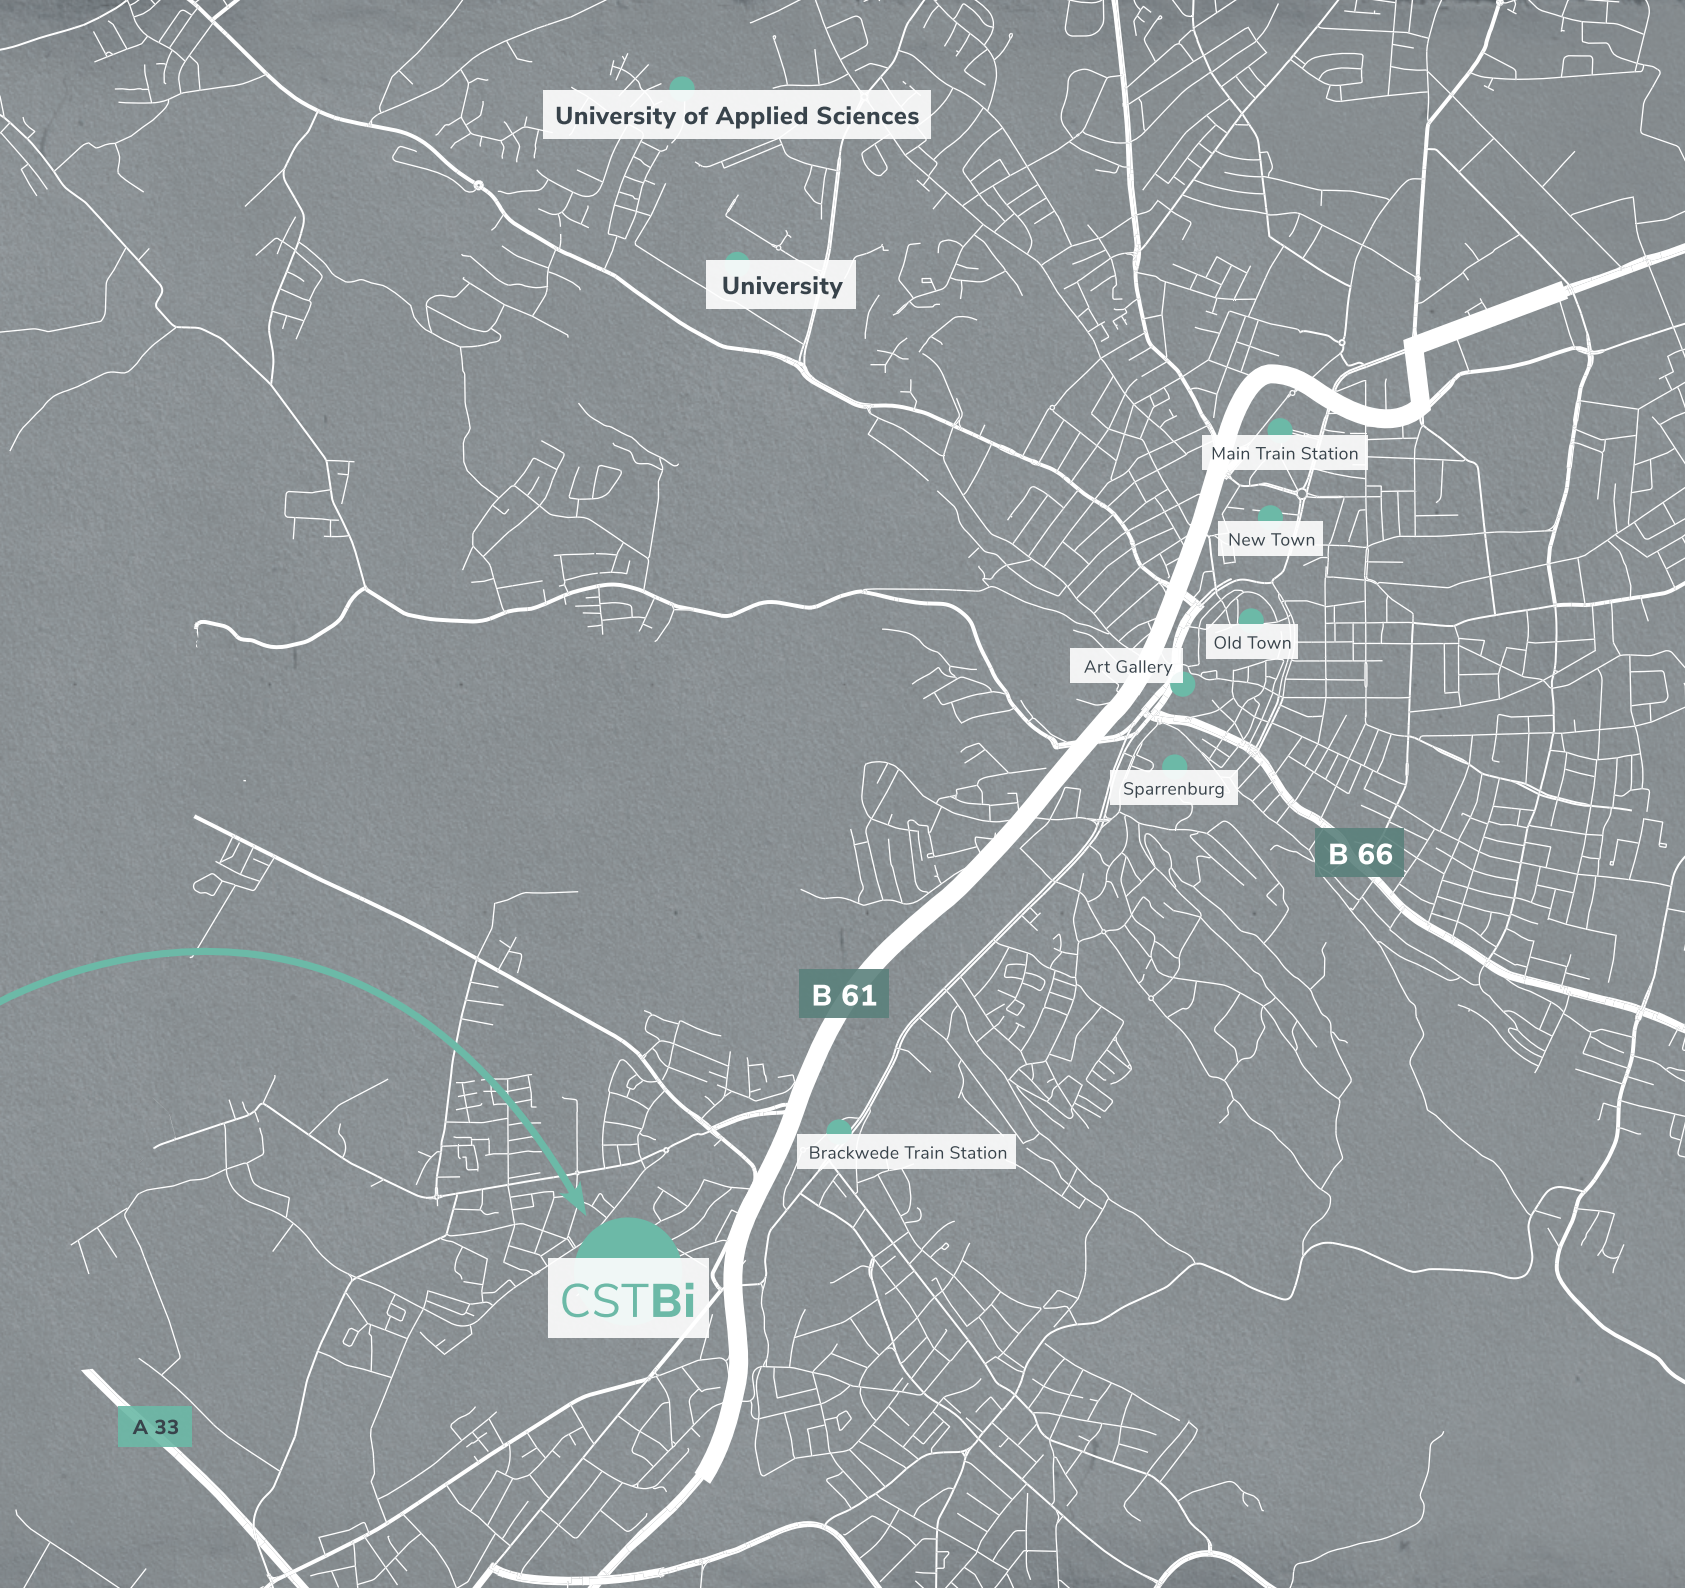 University of Applied Sciences
University
Main Train Station
New Town
Old Town
Art Gallery
Sparrenburg
B 66
B 61
Brackwede Train Station
CSTBi
A 33